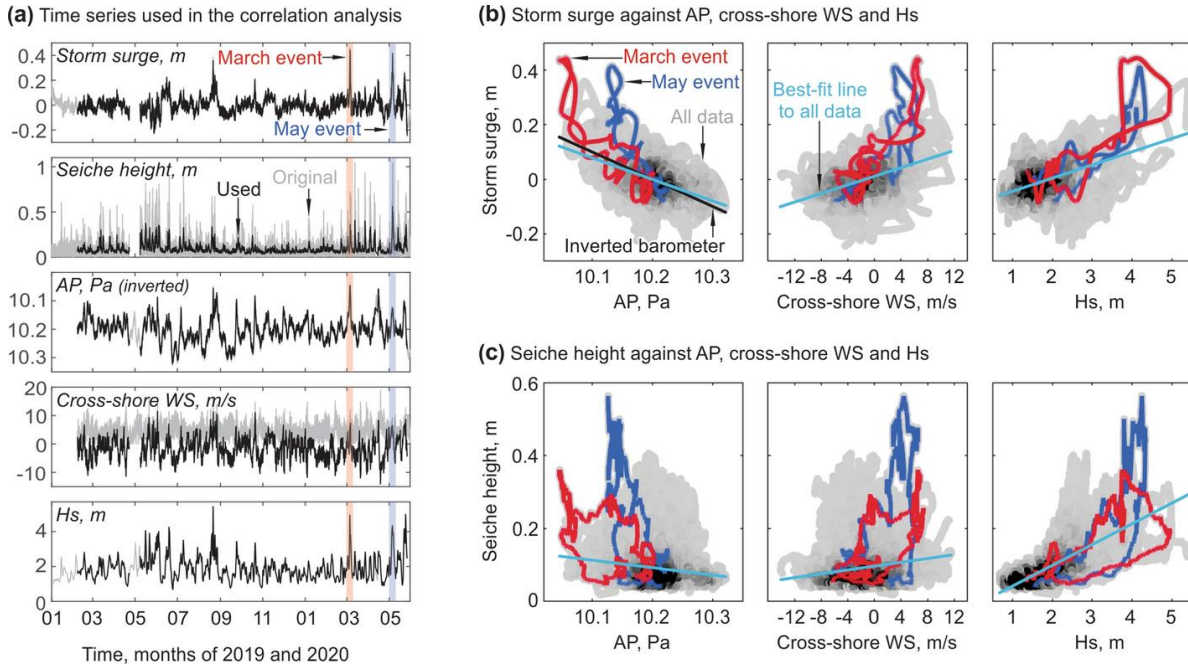 (a) Time series used in the correlation analysis
Storm surge, m
March event
May event
0.4
0.2
0
-0.2
Seiche height, m
Used
Original
1
0.5
0
AP, Pa (inverted)
10.1
10.2
10.3
Cross-shore WS, m/s
20
10
0
-10
Hs, m
4
2
0
01 03 05 07 09 11 01 03 05
Time, months of 2019 and 2020
(b) Storm surge against AP, cross-shore WS and Hs
Storm surge, m
0.4
0.2
0
-0.2
March event
May event
All data
Inverted barometer
10.1 10.2 10.3
AP, Pa
Best-fit line
to all data
-12 -8 -4 0 4 8 12
Cross-shore WS, m/s
1 2 3 4 5
Hs, m
(c) Seiche height against AP, cross-shore WS and Hs
Seiche height, m
0.6
0.4
0.2
0
10.1 10.2 10.3
AP, Pa
-12 -8 -4 0 4 8 12
Cross-shore WS, m/s
1 2 3 4 5
Hs, m